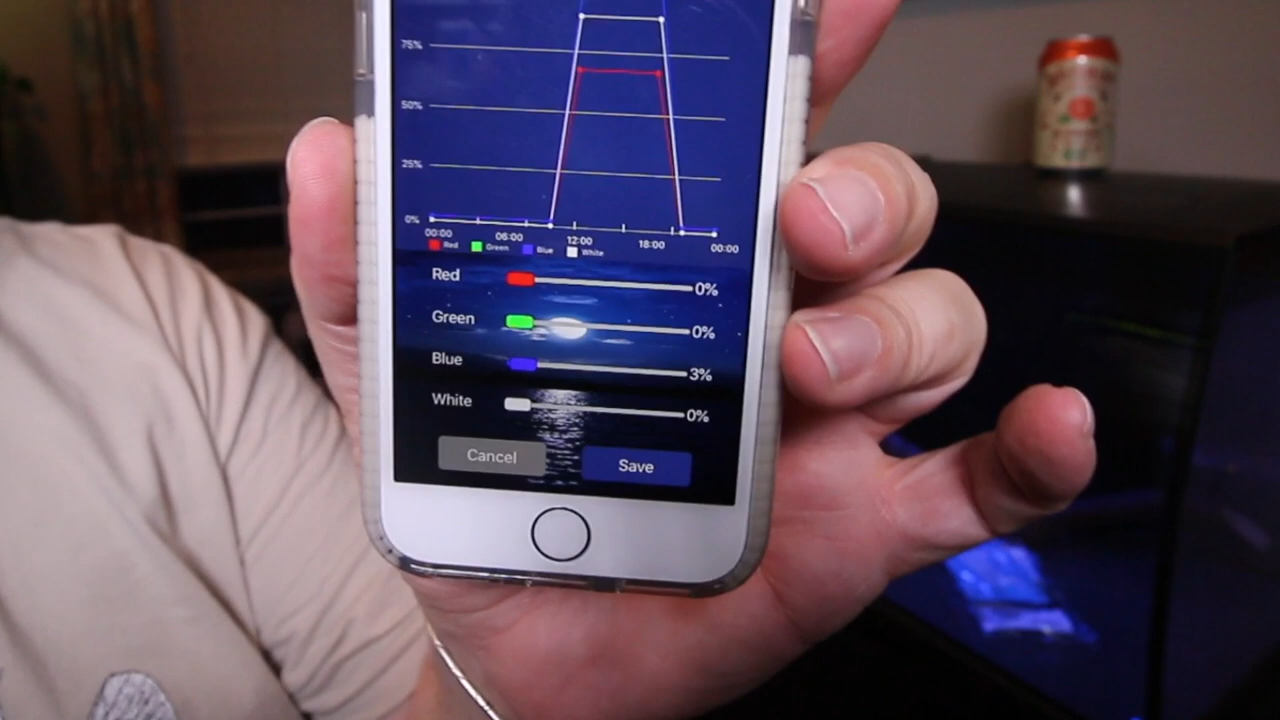 75%
50%
25%
0%
00:00 06:00 12:00 18:00 00:00
Red Green Blue White
Red 0%
Green 0%
Blue 3%
White 0%
Cancel Save